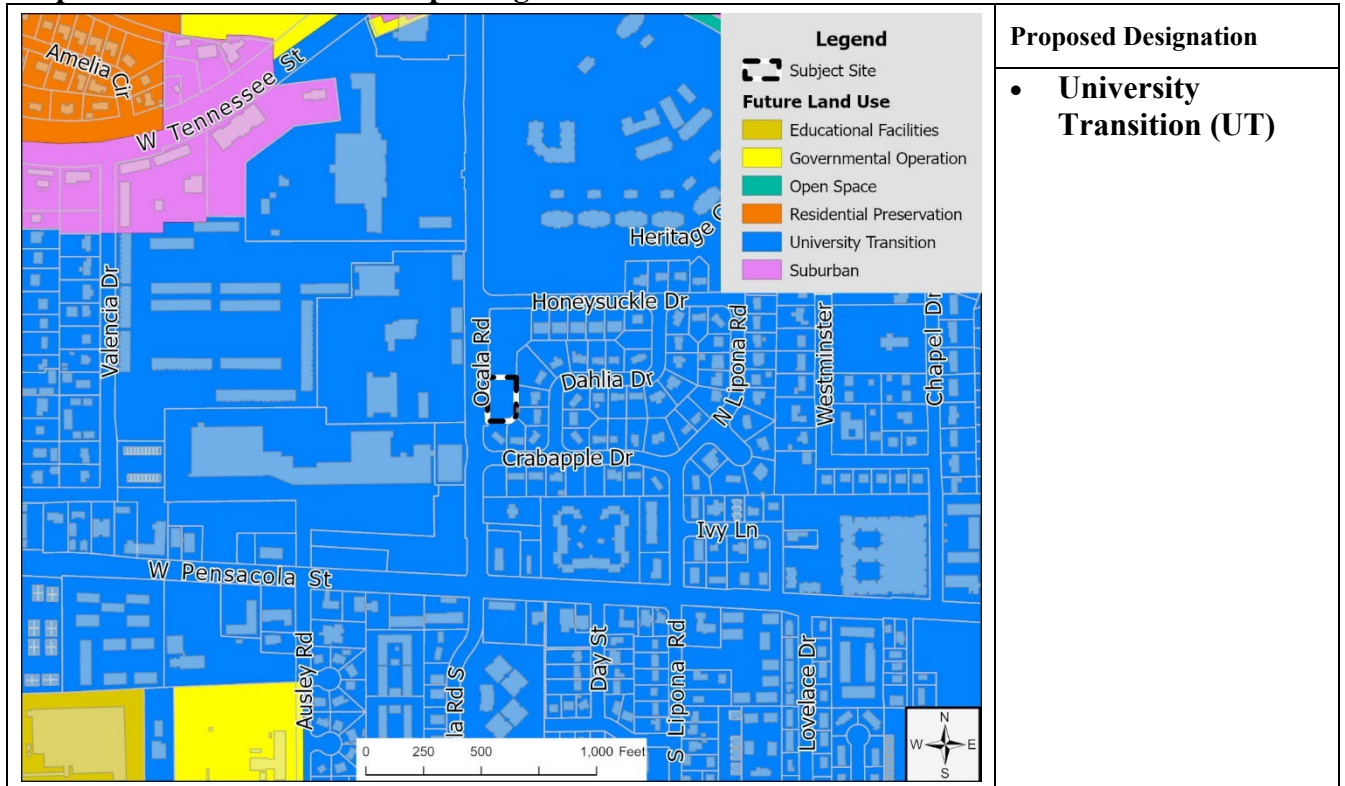 Legend
Subject Site
Future Land Use
Educational Facilities
Governmental Operation
Open Space
Residential Preservation
University Transition
Suburban
Amelia Cir
W Tennessee St
Heritage
Honeysuckle Dr
Valencia Dr
Ocala Rd
Dahlia Dr
N Lipona Rd
Westminster
Chapel Dr
Crabapple Dr
Ivy Ln
W Pensacola St
Ausley Rd
la Rd S
Day St
S Lipona Rd
Lovelace Dr
0 250 500 1,000 Feet
N
W E
S
Proposed Designation
• University
Transition (UT)